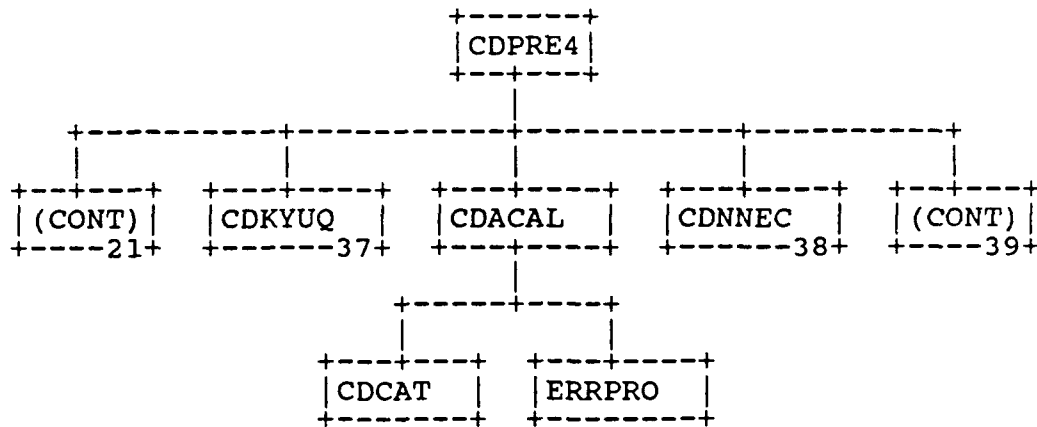 CDPRE4
(CONT) CDKYUQ CDACAL CDNNEC (CONT)
21 37 38 39
CDCAT ERRPRO